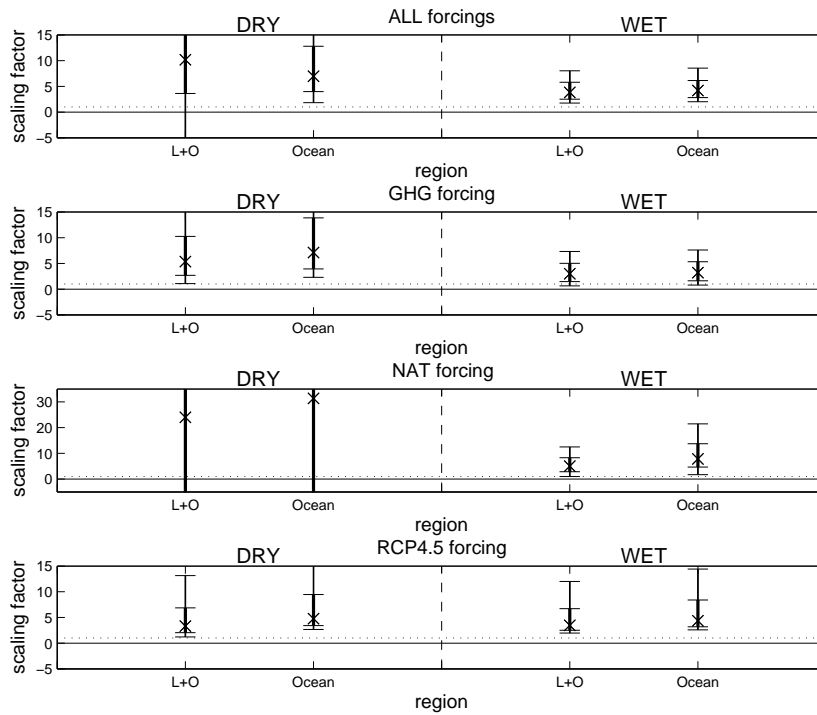 ALL forcings
DRY WET
15
10
5
0
−5
scaling factor
L+O Ocean L+O Ocean
region
GHG forcing
DRY WET
15
10
5
0
−5
scaling factor
L+O Ocean L+O Ocean
region
NAT forcing
DRY WET
30
20
10
0
scaling factor
L+O Ocean L+O Ocean
region
RCP4.5 forcing
DRY WET
15
10
5
0
−5
scaling factor
L+O Ocean L+O Ocean
region